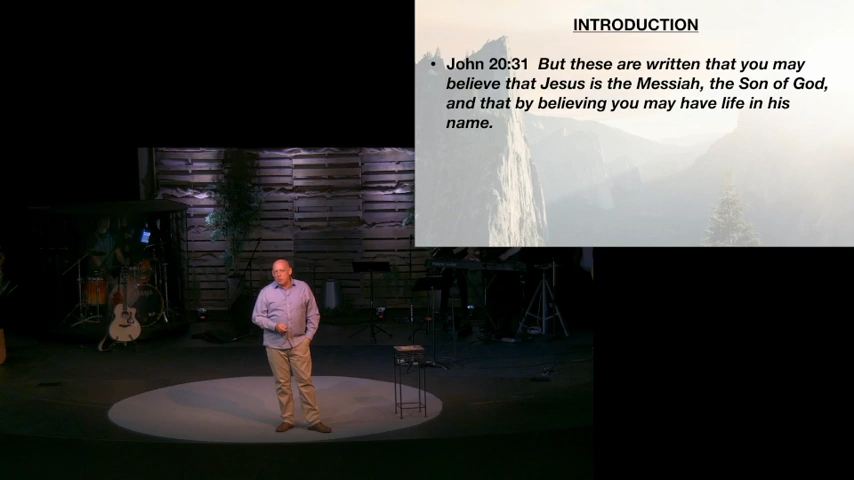 INTRODUCTION
• John 20:31 But these are written that you may
believe that Jesus is the Messiah, the Son of God,
and that by believing you may have life in his
name.